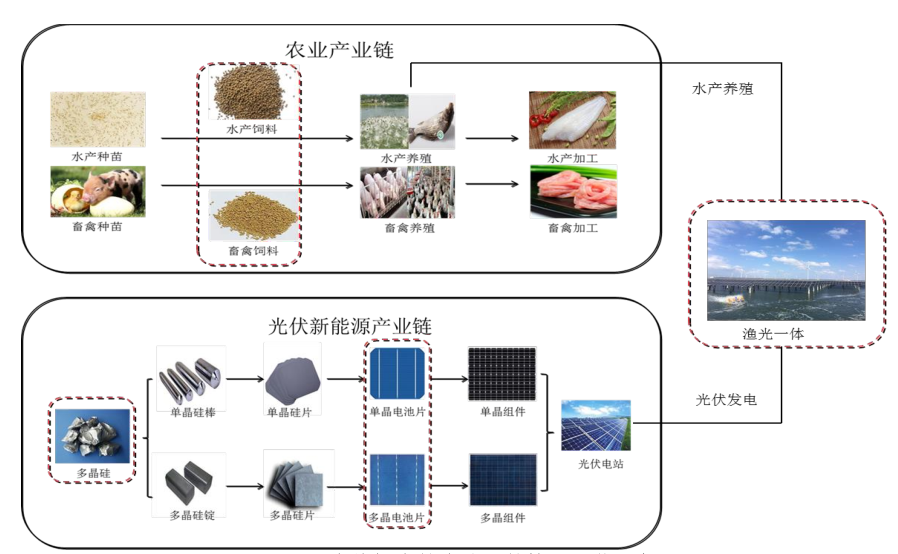 农业产业链
水产养殖
水产饲料
水产种苗
水产养殖
水产加工
畜禽种苗
畜禽养殖
畜禽加工
畜禽饲料
渔光一体
光伏新能源产业链
光伏发电
单晶硅棒
单晶硅片
单晶电池片
单晶组件
多晶硅
光伏电站
多晶硅锭
多晶硅片
多晶电池片
多晶组件